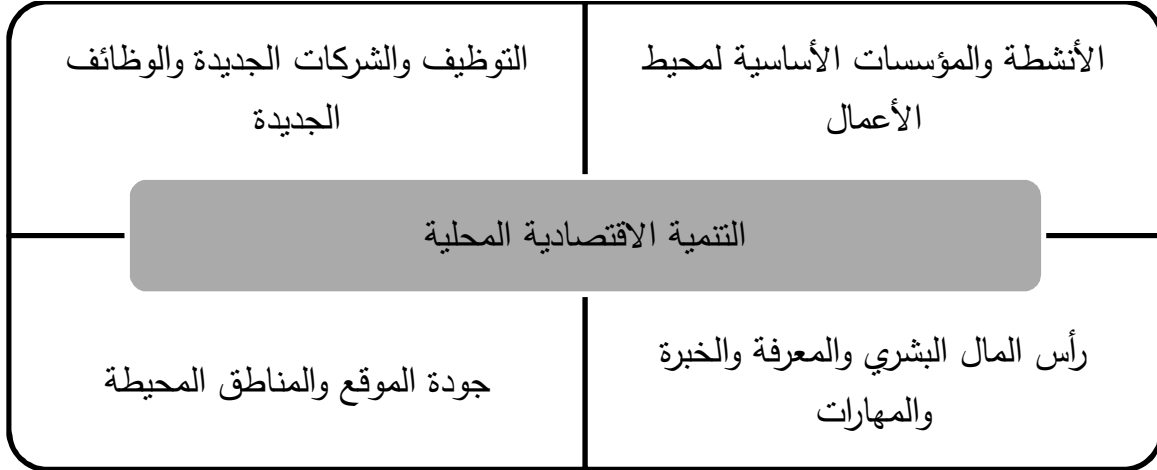 الأنشطة والمؤسسات الأساسية لمحيط
الأعمال
التوظيف والشركات الجديدة والوظائف
الجديدة
التنمية الاقتصادية المحلية
رأس المال البشري والمعرفة والخبرة
والمهارات
جودة الموقع والمناطق المحيطة